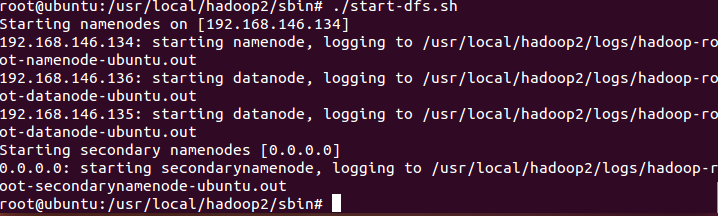 root@ubuntu:/usr/local/hadoop2/sbin# ./start-dfs.sh
Starting namenodes on [192.168.146.134]
192.168.146.134: starting namenode, logging to /usr/local/hadoop2/logs/hadoop-ro
ot-namenode-ubuntu.out
192.168.146.136: starting datanode, logging to /usr/local/hadoop2/logs/hadoop-ro
ot-datanode-ubuntu.out
192.168.146.135: starting datanode, logging to /usr/local/hadoop2/logs/hadoop-ro
ot-datanode-ubuntu.out
Starting secondary namenodes [0.0.0.0]
0.0.0.0: starting secondarynamenode, logging to /usr/local/hadoop2/logs/hadoop-r
oot-secondarynamenode-ubuntu.out
root@ubuntu:/usr/local/hadoop2/sbin#